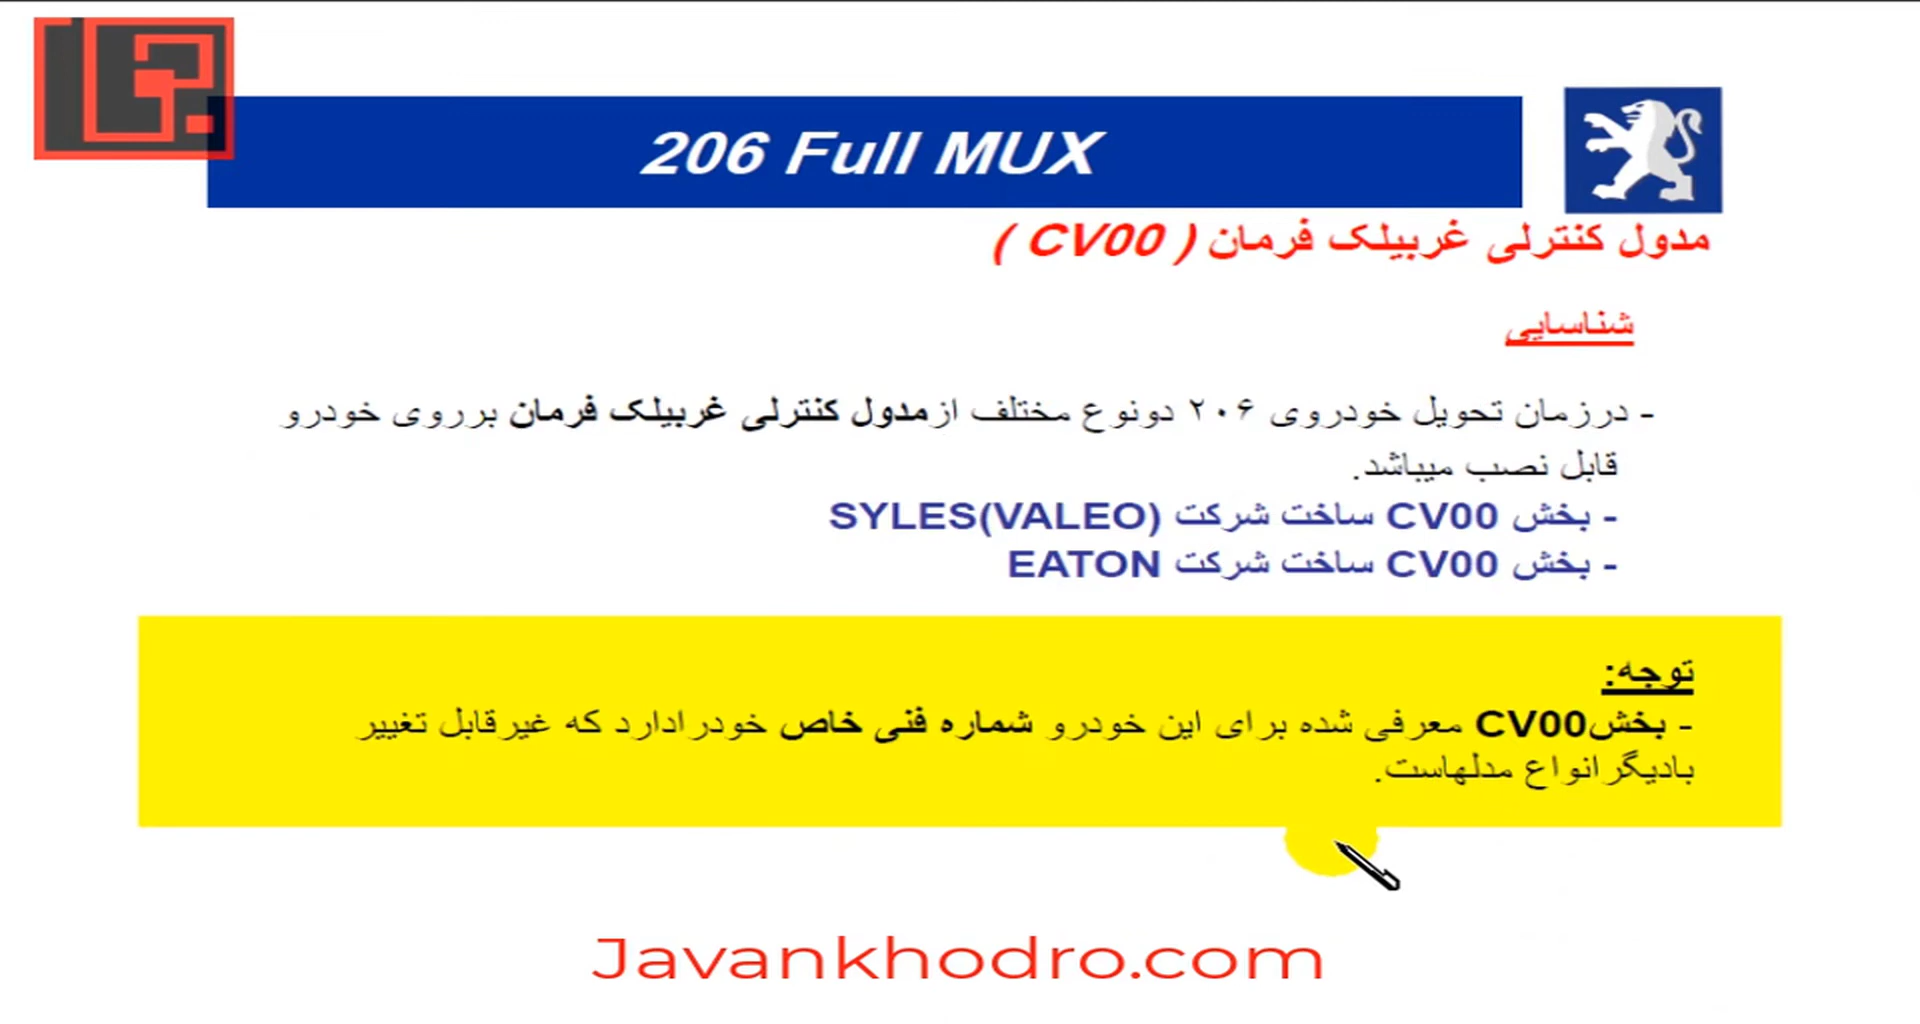 206 Full MUX
مدول کنترلی غربیلک فرمان ( CV00 )
شناسایی
- درزمان تحویل خودروی ۲۰۶ دونوع مختلف ازمدول کنترلی غربیلک فرمان برروی خودرو
قابل نصب میباشد.
- بخش CV00 ساخت شرکت SYLES(VALEO)
- بخش CV00 ساخت شرکت EATON
توجه:
- بخشCV00 معرفی شده برای این خودرو شماره فنی خاص خودرادارد که غیرقابل تغییر
بادیگرانواع مدلهاست.
Javankhodro.com